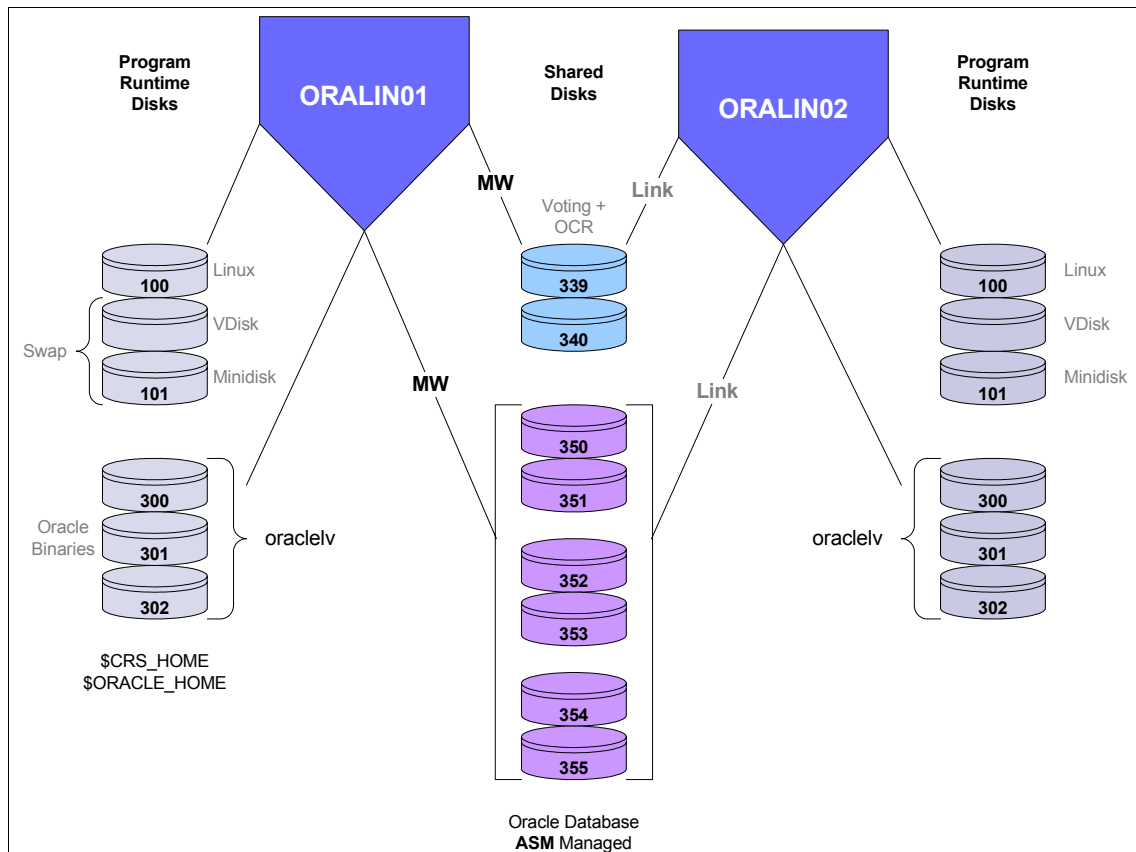 Program
Runtime
Disks
ORALIN01
Shared
Disks
ORALIN02
Program
Runtime
Disks
MW
Link
Voting +
OCR
100
Linux
VDisk
Swap
Minidisk
101
339
340
100
Linux
VDisk
Minidisk
101
MW
Link
350
351
352
353
354
355
300
Oracle
Binaries
301
302
oraclelv
oraclelv
300
301
302
$CRS_HOME
$ORACLE_HOME
Oracle Database
ASM Managed